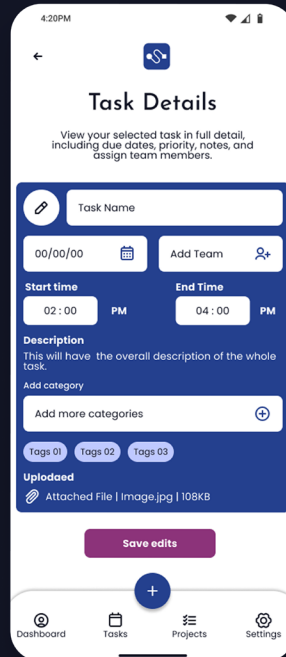 4:20PM
Task Details
View your selected task in full detail,
including due dates, priority, notes, and
assign team members.
Task Name
00/00/00
Add Team
Start time
End Time
02 : 00 PM
04 : 00 PM
Description
This will have the overall description of the whole
task.
Add category
Add more categories
Tags 01 Tags 02 Tags 03
Uplodaed
Attached File | Image.jpg | 108KB
Save edits
+
Dashboard Tasks Projects Settings